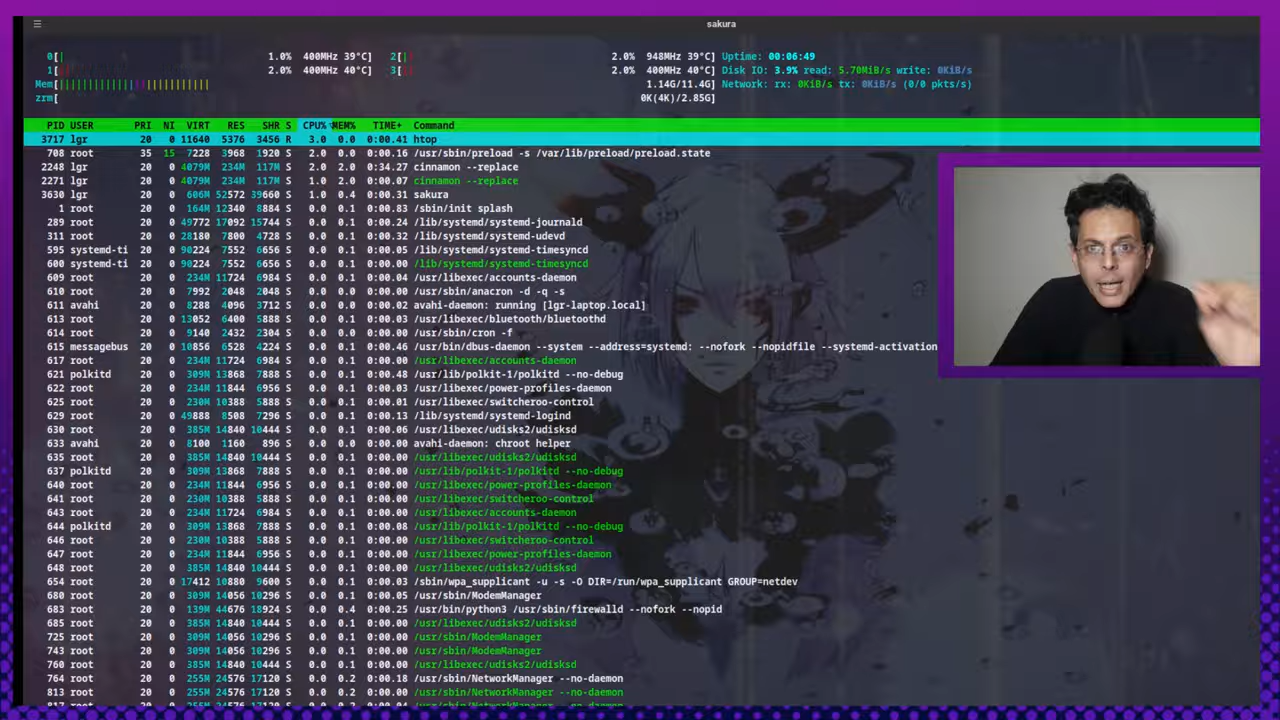 sakura
0[| 1.0% 400MHz 39°C] 2[|| 2.0% 948MHz 39°C] Uptime: 00:06:49
1[ 2.0% 400MHz 40°C] 3[ 2.0% 400MHz 40°C] Disk IO: 3.9% read: 5.70MiB/s write: 0KiB/s
Mem[ 1.14G/11.4G] Network: rx: 0KiB/s tx: 0KiB/s (0/0 pkts/s)
zrm[ 0K(4K)/2.85G]
PID USER PRI NI VIRT RES SHR S CPU% MEM% TIME+ Command
3717 lgr 20 0 11640 5376 3456 R 3.0 0.0 0:00.41 htop
708 root 35 15 7228 3968 1920 S 2.0 0.0 0:00.16 /usr/sbin/preload -s /var/lib/preload/preload.state
2248 lgr 20 0 4079M 234M 117M S 2.0 2.0 0:34.27 cinnamon --replace
2271 lgr 20 0 4079M 234M 117M S 1.0 2.0 0:00.07 cinnamon --replace
3630 lgr 20 0 606M 52572 39660 S 1.0 0.4 0:00.31 sakura
1 root 20 0 164M 12340 8884 S 0.0 0.1 0:00.83 /sbin/init splash
289 root 20 0 49772 17092 15744 S 0.0 0.1 0:00.24 /lib/systemd/systemd-journald
311 root 20 0 28180 7800 4728 S 0.0 0.1 0:00.32 /lib/systemd/systemd-udevd
595 systemd-ti 20 0 90224 7552 6656 S 0.0 0.1 0:00.05 /lib/systemd/systemd-timesyncd
600 systemd-ti 20 0 90224 7552 6656 S 0.0 0.1 0:00.00 /lib/systemd/systemd-timesyncd
609 root 20 0 234M 11724 6984 S 0.0 0.1 0:00.04 /usr/libexec/accounts-daemon
610 root 20 0 7992 2048 2048 S 0.0 0.0 0:00.00 /usr/sbin/anacron -d -q -s
611 avahi 20 0 8288 4096 3712 S 0.0 0.0 0:00.02 avahi-daemon: running [lgr-laptop.local]
613 root 20 0 13052 6400 5888 S 0.0 0.1 0:00.03 /usr/libexec/bluetooth/bluetoothd
614 root 20 0 9140 2432 2304 S 0.0 0.0 0:00.00 /usr/sbin/cron -f
615 messagebus 20 0 10856 6528 4224 S 0.0 0.1 0:00.46 /usr/bin/dbus-daemon --system --address=systemd: --nofork --nopidfile --systemd-activation
617 root 20 0 234M 11724 6984 S 0.0 0.1 0:00.00 /usr/libexec/accounts-daemon
621 polkitd 20 0 309M 13868 7888 S 0.0 0.1 0:00.48 /usr/lib/polkit-1/polkitd --no-debug
622 root 20 0 234M 11844 6956 S 0.0 0.1 0:00.03 /usr/libexec/power-profiles-daemon
625 root 20 0 230M 10388 5888 S 0.0 0.1 0:00.01 /usr/libexec/switcheroo-control
629 root 20 0 49888 8508 7296 S 0.0 0.1 0:00.13 /lib/systemd/systemd-logind
630 root 20 0 385M 14840 10444 S 0.0 0.1 0:00.06 /usr/libexec/udisks2/udisksd
633 avahi 20 0 8100 1160 896 S 0.0 0.0 0:00.00 avahi-daemon: chroot helper
635 root 20 0 385M 14840 10444 S 0.0 0.1 0:00.00 /usr/libexec/udisks2/udisksd
637 polkitd 20 0 309M 13868 7888 S 0.0 0.1 0:00.00 /usr/lib/polkit-1/polkitd --no-debug
640 root 20 0 234M 11844 6956 S 0.0 0.1 0:00.00 /usr/libexec/power-profiles-daemon
641 root 20 0 230M 10388 5888 S 0.0 0.1 0:00.00 /usr/libexec/switcheroo-control
643 root 20 0 234M 11724 6984 S 0.0 0.1 0:00.00 /usr/libexec/accounts-daemon
644 polkitd 20 0 309M 13868 7888 S 0.0 0.1 0:00.08 /usr/lib/polkit-1/polkitd --no-debug
646 root 20 0 230M 10388 5888 S 0.0 0.1 0:00.00 /usr/libexec/switcheroo-control
647 root 20 0 234M 11844 6956 S 0.0 0.1 0:00.00 /usr/libexec/power-profiles-daemon
648 root 20 0 385M 14840 10444 S 0.0 0.1 0:00.00 /usr/libexec/udisks2/udisksd
654 root 20 0 17412 10880 9600 S 0.0 0.1 0:00.03 /sbin/wpa_supplicant -u -s -O DIR=/run/wpa_supplicant GROUP=netdev
680 root 20 0 309M 14056 10296 S 0.0 0.1 0:00.05 /usr/sbin/ModemManager
683 root 20 0 139M 44676 18924 S 0.0 0.4 0:00.25 /usr/bin/python3 /usr/sbin/firewalld --nofork --nopid
685 root 20 0 385M 14840 10444 S 0.0 0.1 0:00.00 /usr/libexec/udisks2/udisksd
725 root 20 0 309M 14056 10296 S 0.0 0.1 0:00.00 /usr/sbin/ModemManager
743 root 20 0 309M 14056 10296 S 0.0 0.1 0:00.00 /usr/sbin/ModemManager
760 root 20 0 385M 14840 10444 S 0.0 0.1 0:00.00 /usr/libexec/udisks2/udisksd
764 root 20 0 255M 24576 17120 S 0.0 0.2 0:00.18 /usr/sbin/NetworkManager --no-daemon
813 root 20 0 255M 24576 17120 S 0.0 0.2 0:00.00 /usr/sbin/NetworkManager --no-daemon